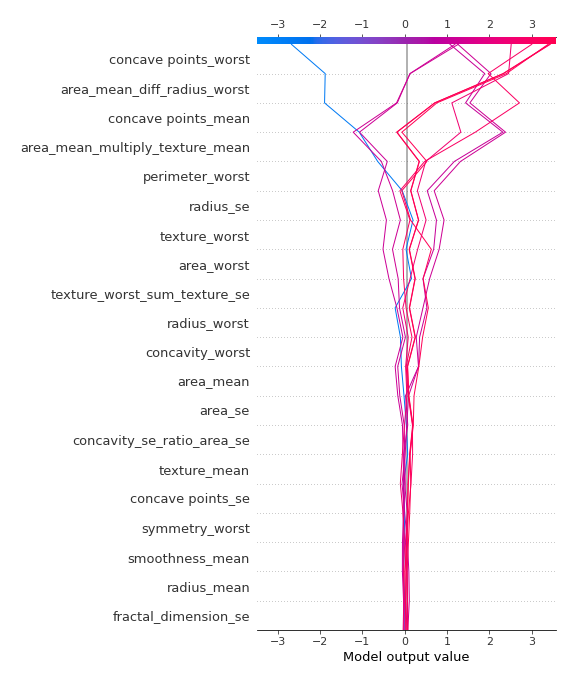 −3 −2 −1 0 1 2 3
concave points_worst
area_mean_diff_radius_worst
concave points_mean
area_mean_multiply_texture_mean
perimeter_worst
radius_se
texture_worst
area_worst
texture_worst_sum_texture_se
radius_worst
concavity_worst
area_mean
area_se
concavity_se_ratio_area_se
texture_mean
concave points_se
symmetry_worst
smoothness_mean
radius_mean
fractal_dimension_se
−3 −2 −1 0 1 2 3
Model output value